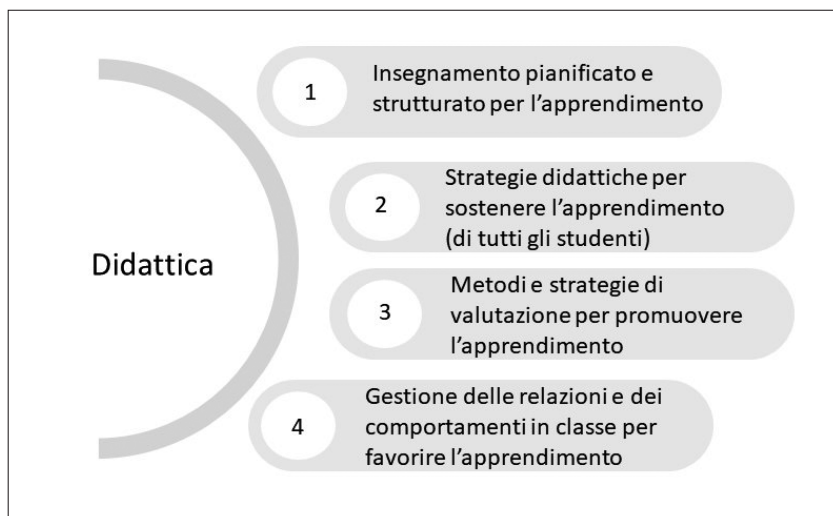 Didattica
1
Insegnamento pianificato e
strutturato per l'apprendimento
2
Strategie didattiche per
sostenere l'apprendimento
(di tutti gli studenti)
3
Metodi e strategie di
valutazione per promuovere
l'apprendimento
4
Gestione delle relazioni e dei
comportamenti in classe per
favorire l'apprendimento